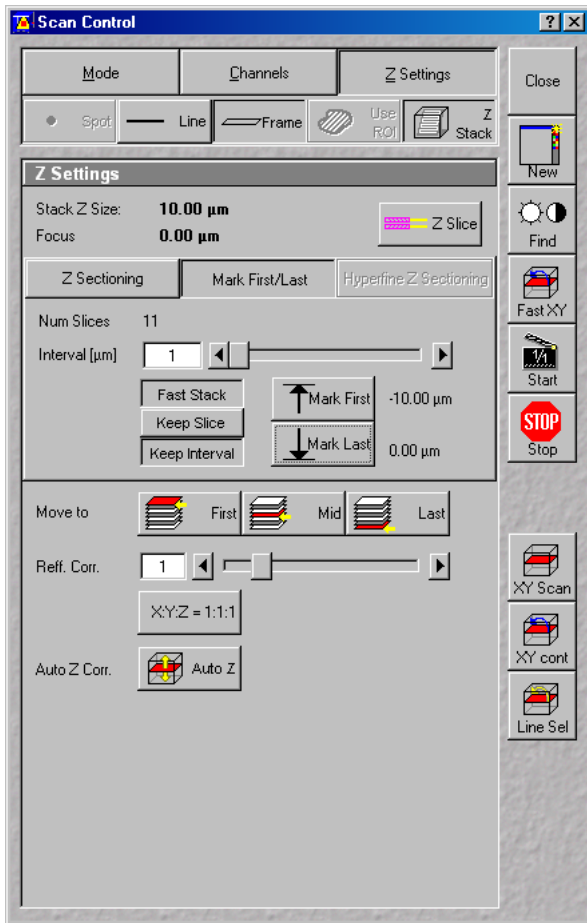 Scan Control
Mode Channels Z Settings
Spot Line Frame Use ROI Z Stack
Z Settings
Stack Z Size: 10.00 µm
Focus 0.00 µm
Z Slice
Z Sectioning Mark First/Last Hyperfine Z Sectioning
Num Slices 11
Interval [µm] 1
Fast Stack
Keep Slice
Keep Interval
Mark First -10.00 µm
Mark Last 0.00 µm
Move to First Mid Last
Reff. Corr. 1
X:Y:Z = 1:1:1
Auto Z Corr. Auto Z
Close
New
Find
Fast XY
1/1
Start
STOP
Stop
XY Scan
XY cont
Line Sel